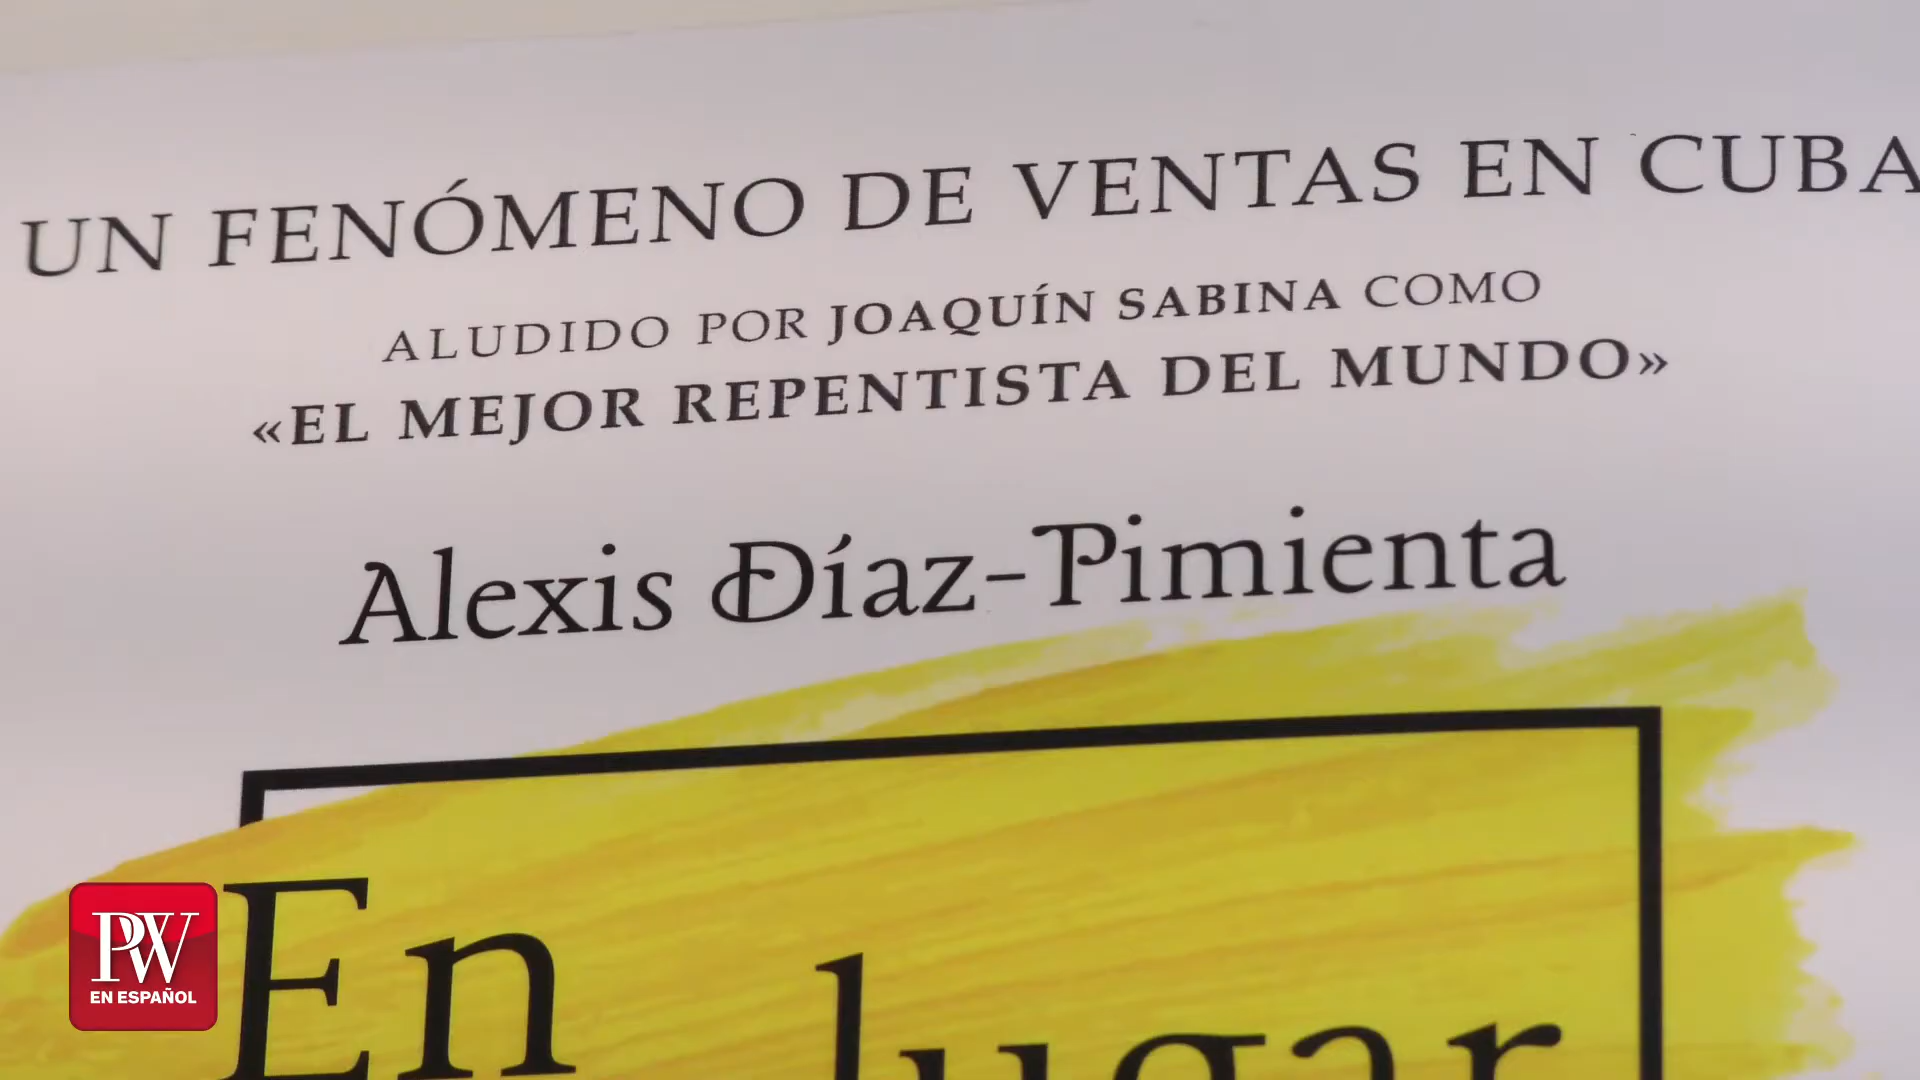 UN FENÓMENO DE VENTAS EN CUBA
ALUDIDO POR JOAQUÍN SABINA COMO
«EL MEJOR REPENTISTA DEL MUNDO»
Alexis Díaz-Pimienta
En lugar
PW
EN ESPAÑOL